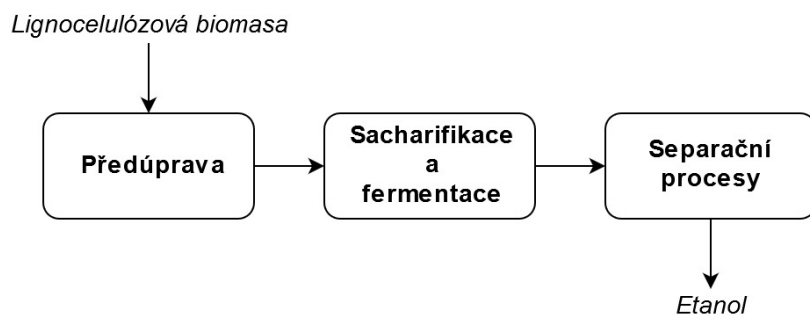 Lignocelulózová biomasa
Předúprava
Sacharifikace
a
fermentace
Separační
procesy
Etanol